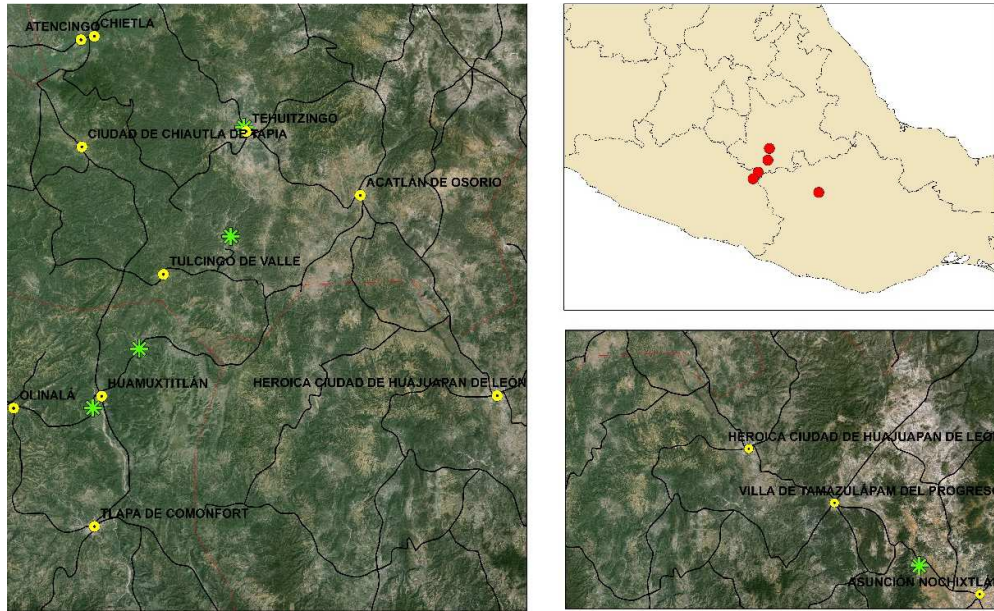 ATENCINGO
CHIETLA
TEHUITZINGO
CIUDAD DE CHIAUTLA DE TAPIA
ACATLÁN DE OSORIO
TULCINGO DE VALLE
HUAMUXTITLÁN
OLINALÁ
HEROICA CIUDAD DE HUAJUAPAN DE LEÓN
TLAPA DE COMONFORT
HEROICA CIUDAD DE HUAJUAPAN DE LEÓ
VILLA DE TAMAZULÁPAM DEL PROGRESO
ASUNCIÓN NOCHIXTLÁ